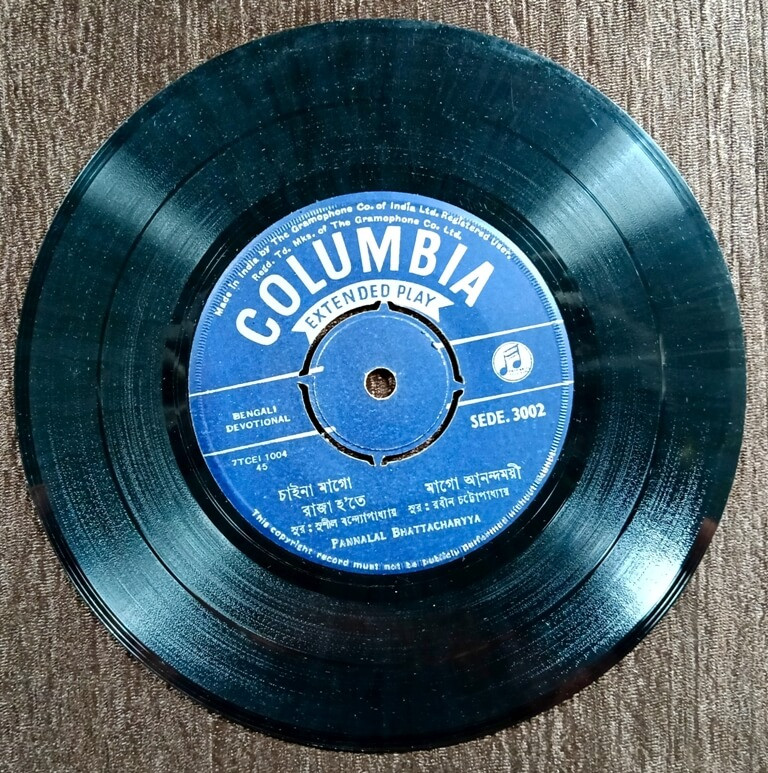 Made in India by The Gramophone Co. of India Ltd. Registered User.
Regd. Td. Mks. of The Gramophone Co. Ltd.
COLUMBIA
EXTENDED PLAY
BENGALI
DEVOTIONAL
SEDE. 3002
7TCEI 1004
45
চাইনা মাগো
রাজা হ'তে
সুর : সুশীল বন্দ্যোপাধ্যায়
মাগো আনন্দময়ী
সুর : রবীন চট্টোপাধ্যায়
PANNALAL BHATTACHARYYA
This copyright record must not be publicly performed